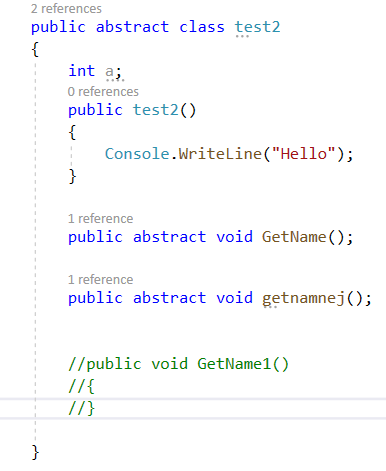 2 references
public abstract class test2
{
int a;
0 references
public test2()
{
Console.WriteLine("Hello");
}
1 reference
public abstract void GetName();
1 reference
public abstract void getnamnej();
//public void GetName1()
//{
//}
}